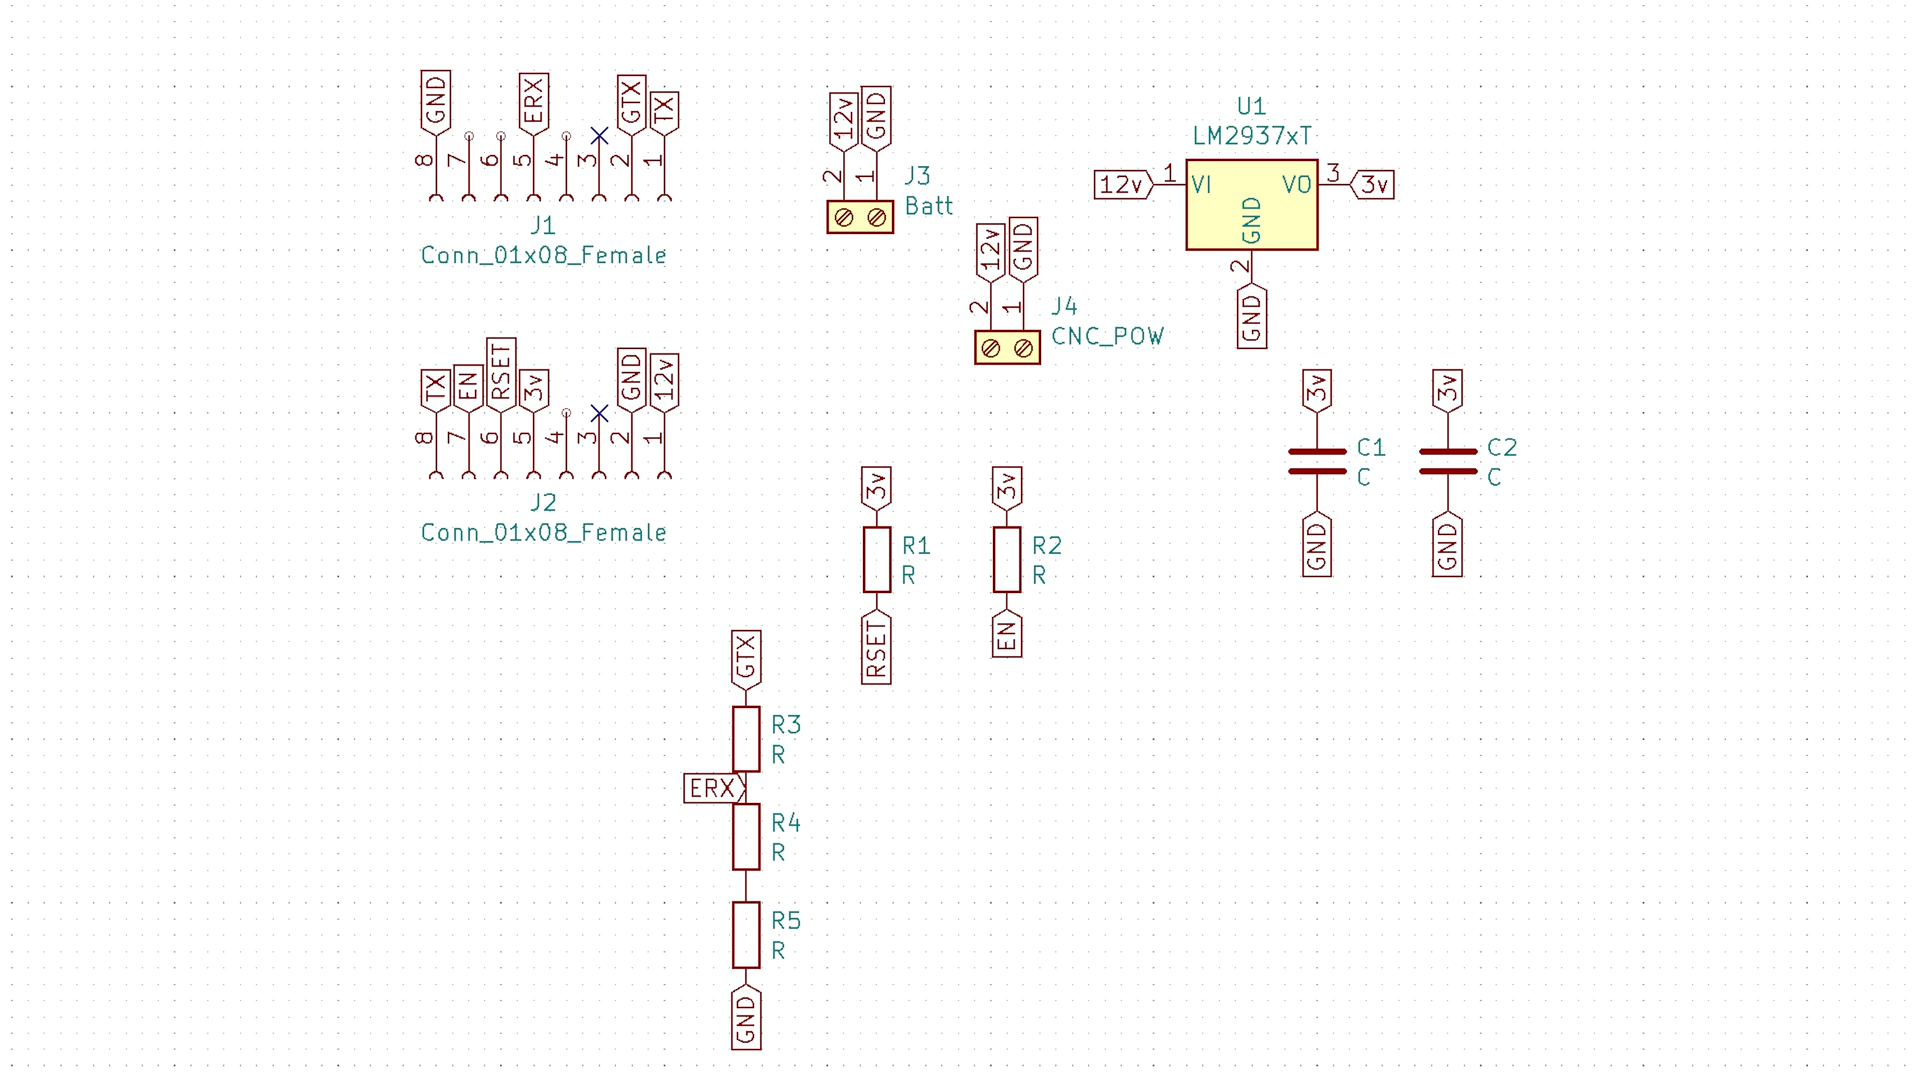 GND
ERX
GTX
TX
8
7
6
5
4
3
2
1
J1
Conn_01x08_Female
12v
GND
2
1
J3
Batt
12v
GND
2
1
J4
CNC_POW
U1
LM2937xT
12v
1
VI
VO
3
3v
GND
2
GND
TX
EN
RSET
3v
GND
12v
8
7
6
5
4
3
2
1
J2
Conn_01x08_Female
3v
C1
C
GND
3v
C2
C
GND
3v
R1
R
RSET
3v
R2
R
EN
GTX
R3
R
ERX
R4
R
R5
R
GND